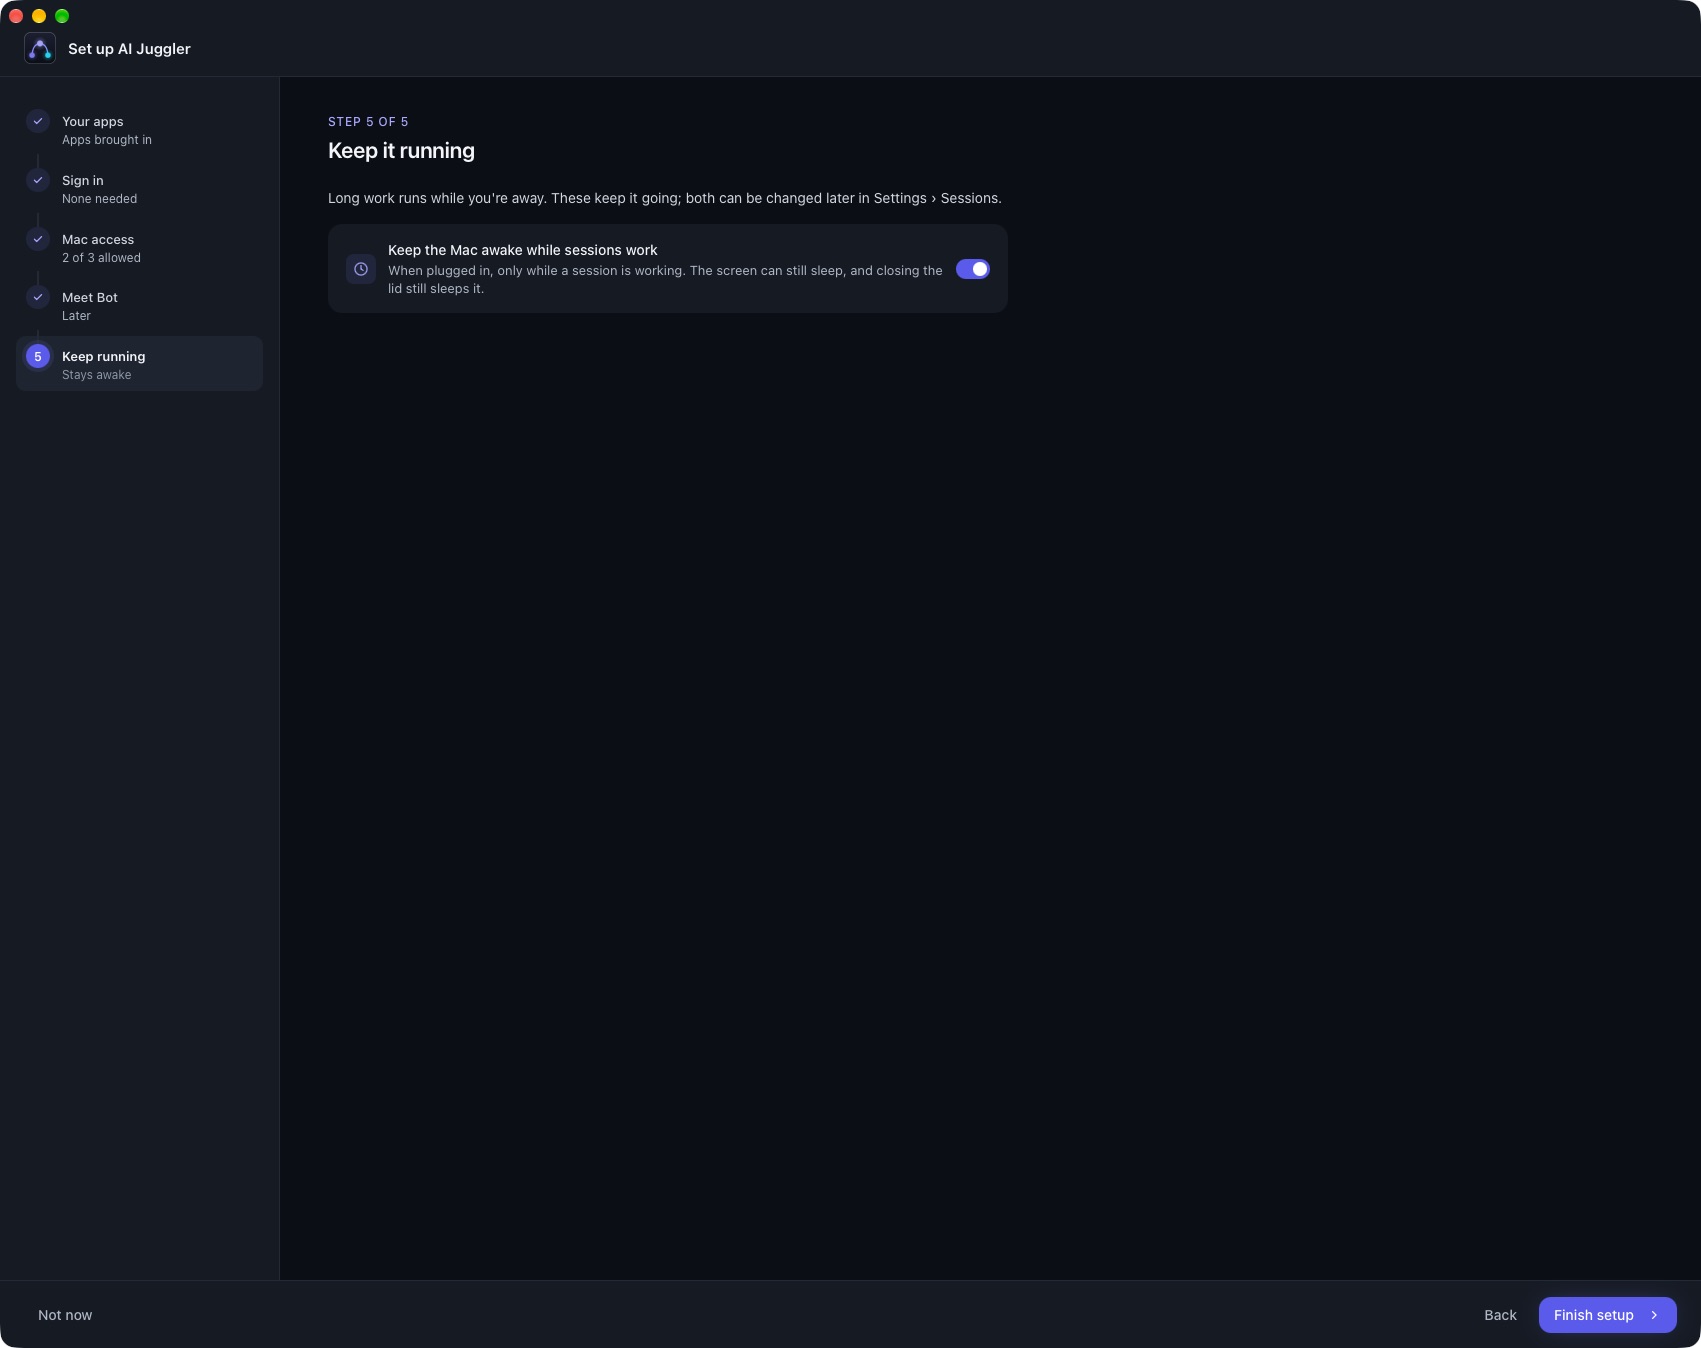 Set up AI Juggler
Your apps
Apps brought in
Sign in
None needed
Mac access
2 of 3 allowed
Meet Bot
Later
5
Keep running
Stays awake
STEP 5 OF 5
Keep it running
Long work runs while you're away. These keep it going; both can be changed later in Settings › Sessions.
Keep the Mac awake while sessions work
When plugged in, only while a session is working. The screen can still sleep, and closing the
lid still sleeps it.
Not now
Back
Finish setup